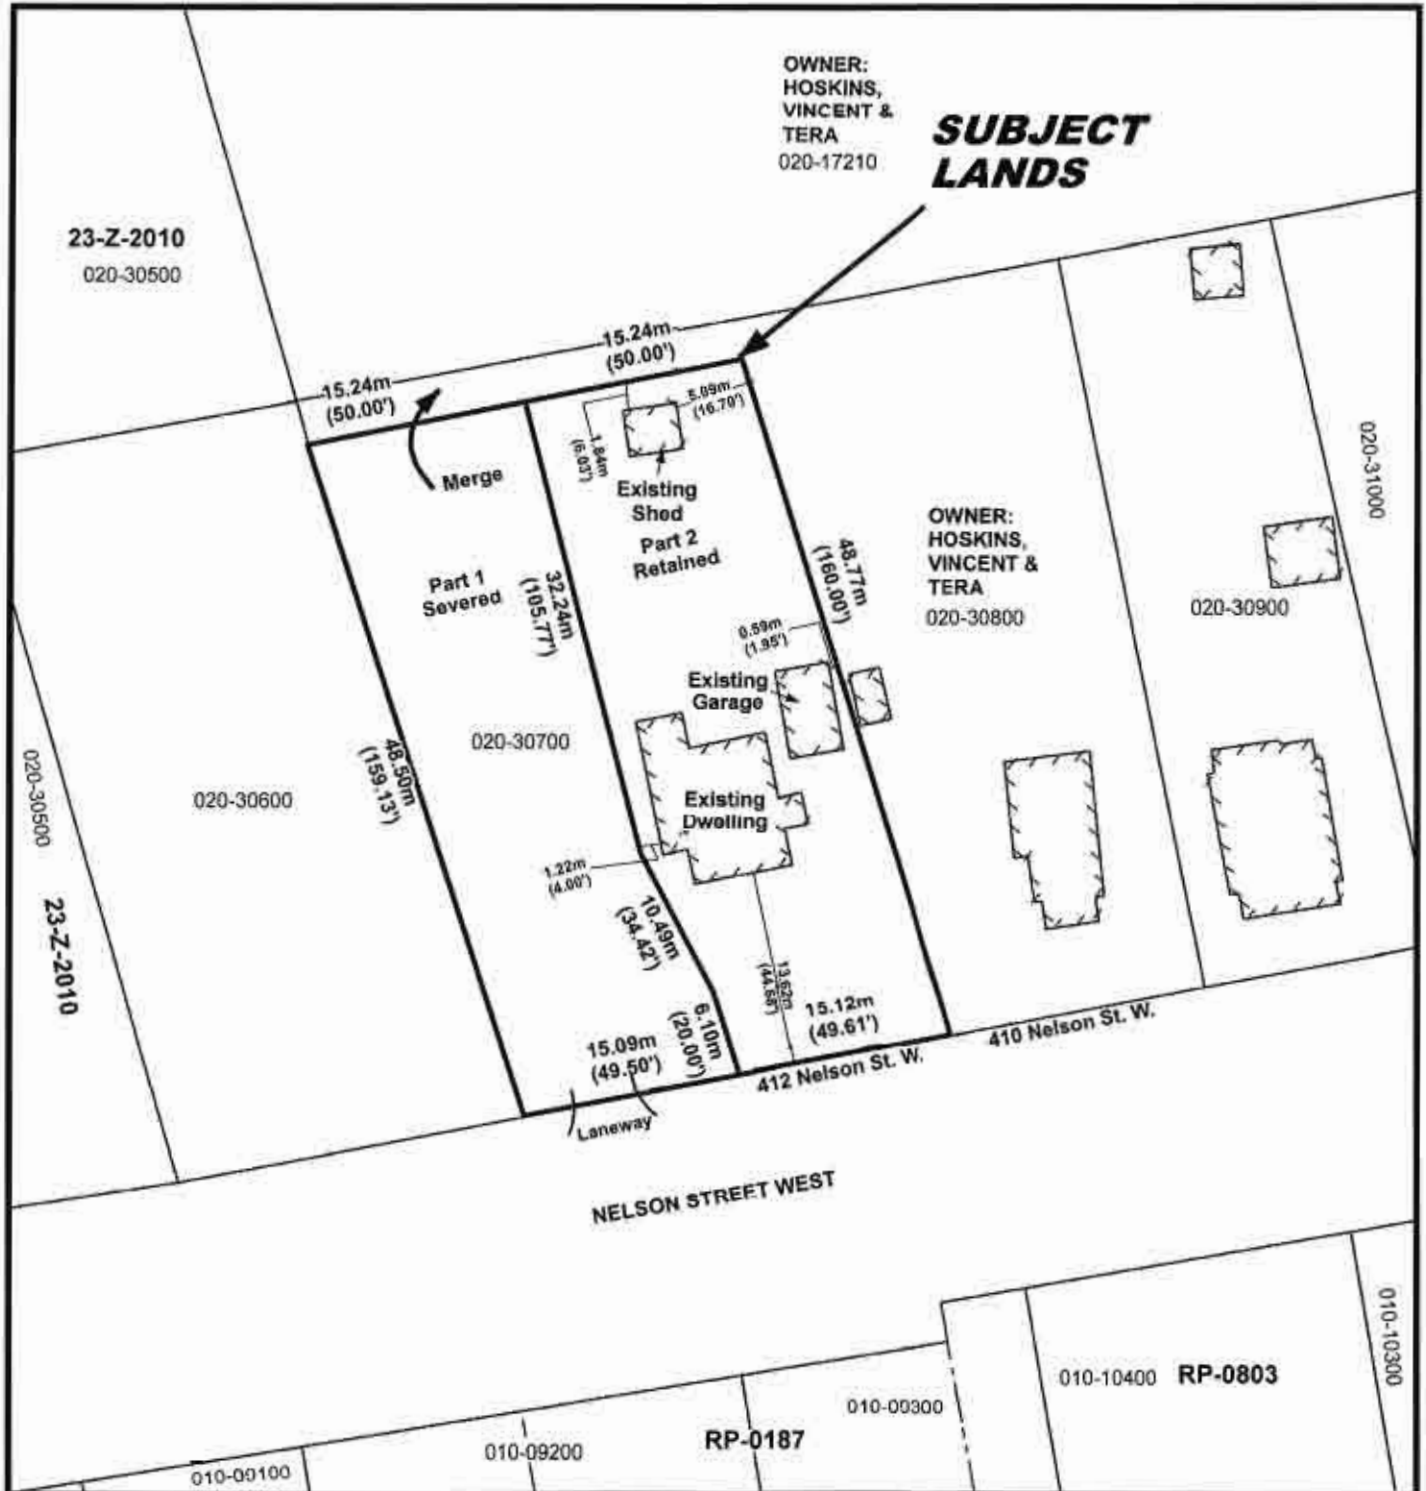 OWNER:
HOSKINS,
VINCENT &
TERA
020-17210
SUBJECT
LANDS
23-Z-2010
020-30500
15.24m
(50.00')
15.24m
(50.00')
5.09m
(16.70')
1.84m
(6.03')
Merge
Existing
Shed
Part 2
Retained
Part 1
Severed
32.24m
(105.77')
48.77m
(160.00')
OWNER:
HOSKINS,
VINCENT &
TERA
020-30800
020-31000
020-30900
0.59m
(1.95')
Existing
Garage
020-30700
48.50m
(159.13')
020-30600
020-30500
23-Z-2010
Existing
Dwelling
1.22m
(4.00')
10.49m
(34.42')
13.62m
6.10m
(20.00')
15.12m
(49.61')
15.09m
(49.50')
412 Nelson St. W.
410 Nelson St. W.
Laneway
NELSON STREET WEST
010-10300
010-10400 RP-0803
010-00300
RP-0187
010-09200
010-00100